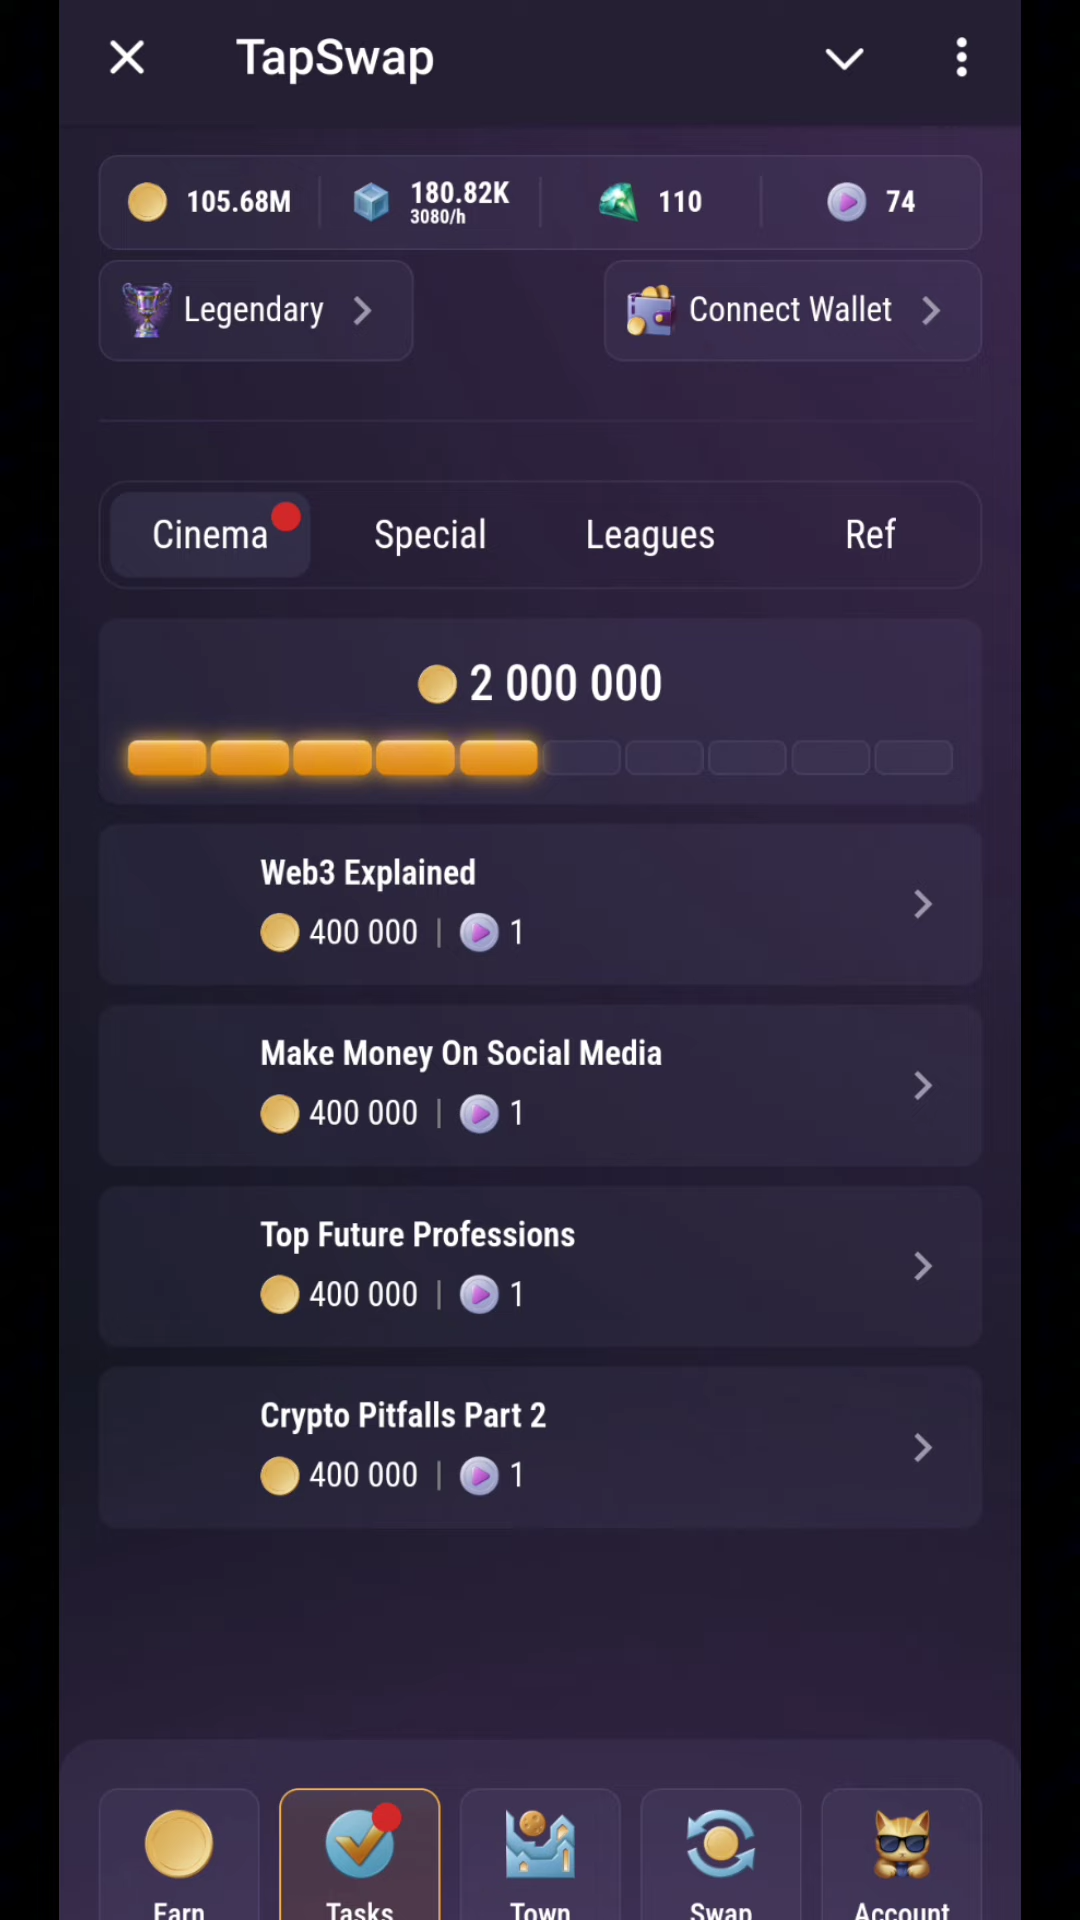 TapSwap
105.68M
180.82K
3080/h
110
74
Legendary
Connect Wallet
Cinema
Special
Leagues
Ref
2 000 000
Web3 Explained
400 000 | 1
Make Money On Social Media
400 000 | 1
Top Future Professions
400 000 | 1
Crypto Pitfalls Part 2
400 000 | 1
Earn
Tasks
Town
Swap
Account